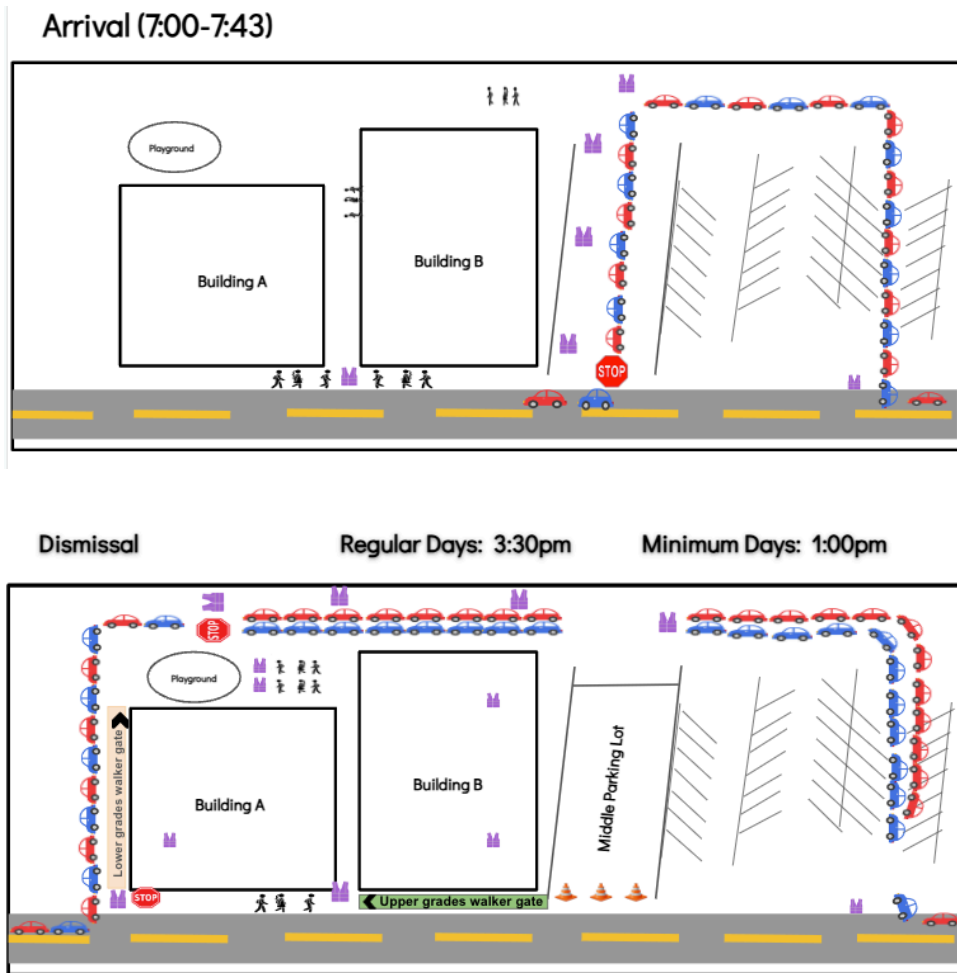 Arrival (7:00-7:43)
Playground
Building A
Building B
STOP
Dismissal Regular Days: 3:30pm Minimum Days: 1:00pm
STOP
Playground
Lower grades walker gate
Building A
Building B
Middle Parking Lot
STOP
Upper grades walker gate